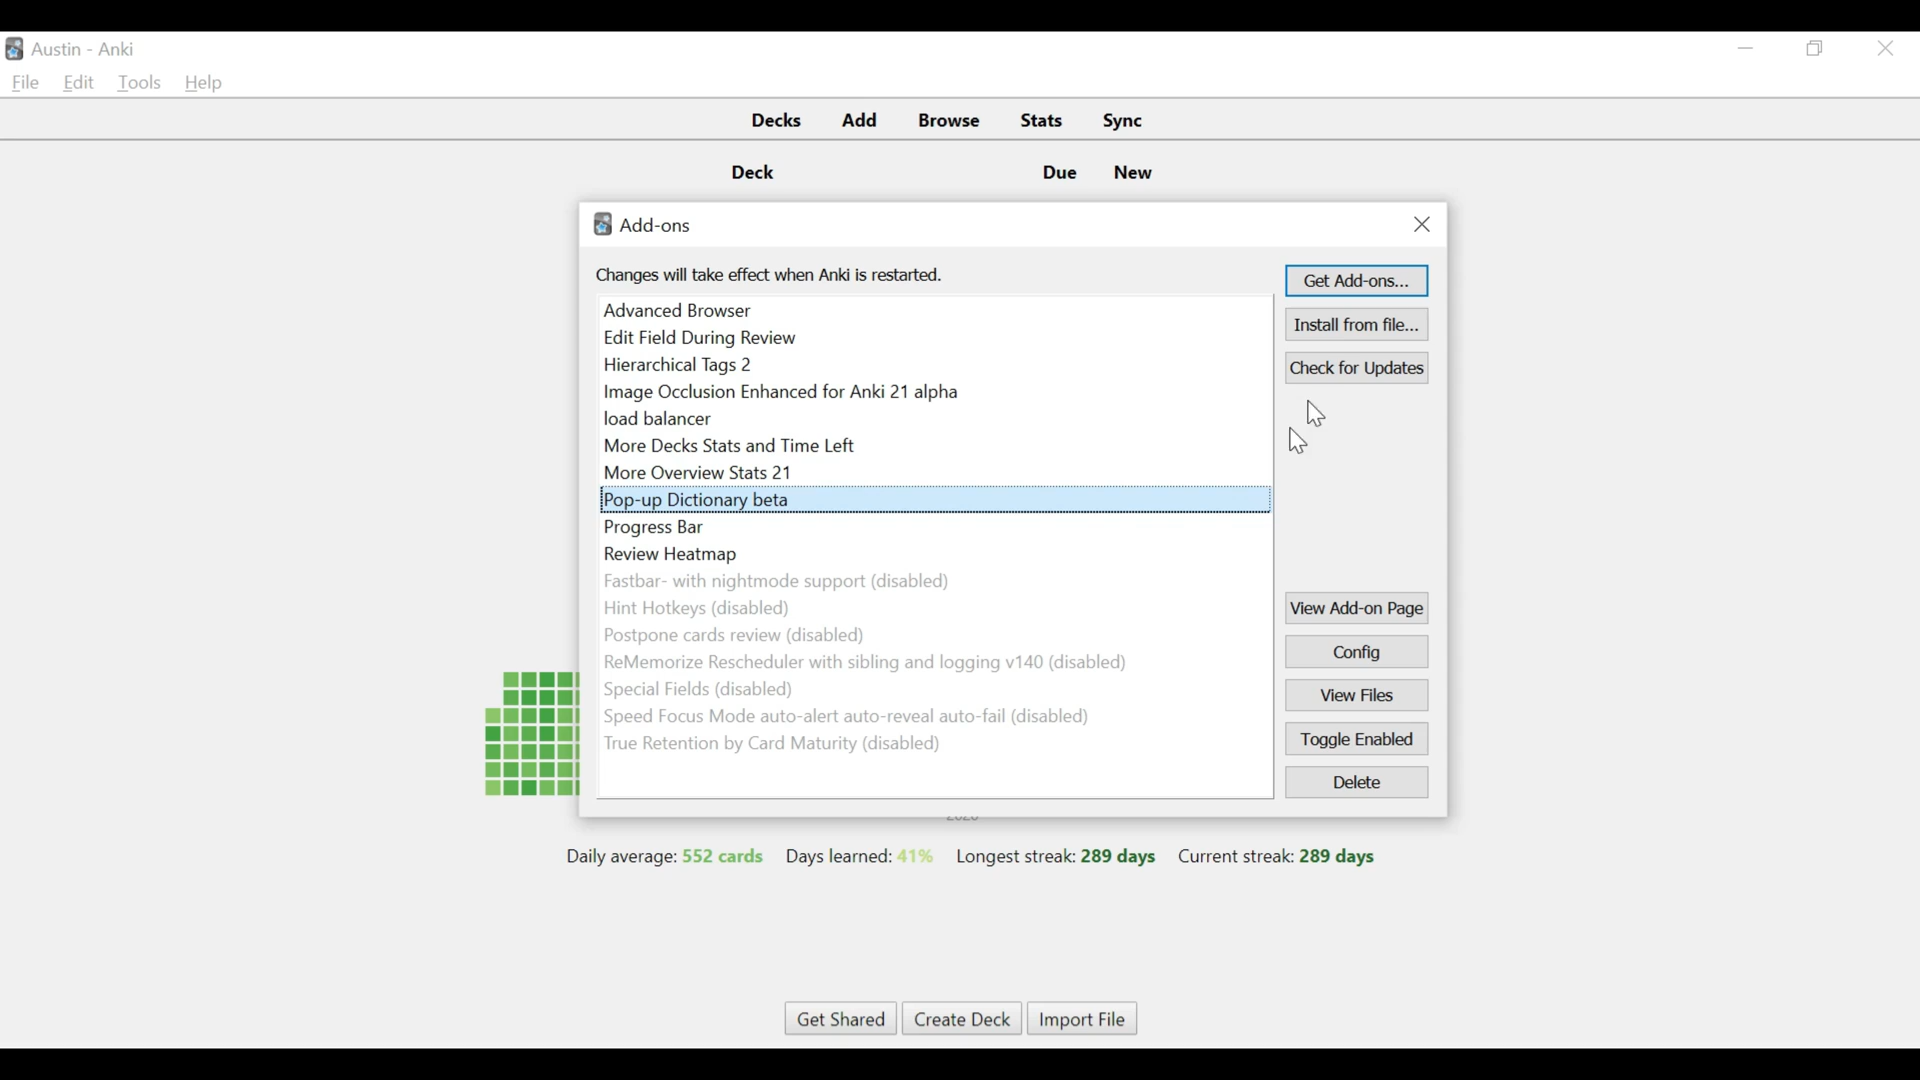 Austin - Anki
File Edit Tools Help
Decks Add Browse Stats Sync
Deck Due New
Add-ons
Changes will take effect when Anki is restarted.
Get Add-ons...
Advanced Browser
Install from file...
Edit Field During Review
Check for Updates
Hierarchical Tags 2
Image Occlusion Enhanced for Anki 21 alpha
load balancer
More Decks Stats and Time Left
More Overview Stats 21
Pop-up Dictionary beta
Progress Bar
Review Heatmap
Fastbar- with nightmode support (disabled)
Hint Hotkeys (disabled)
View Add-on Page
Postpone cards review (disabled)
Config
ReMemorize Rescheduler with sibling and logging v140 (disabled)
Special Fields (disabled)
View Files
Speed Focus Mode auto-alert auto-reveal auto-fail (disabled)
Toggle Enabled
True Retention by Card Maturity (disabled)
Delete
Daily average: 552 cards Days learned: 41% Longest streak: 289 days Current streak: 289 days
Get Shared Create Deck Import File